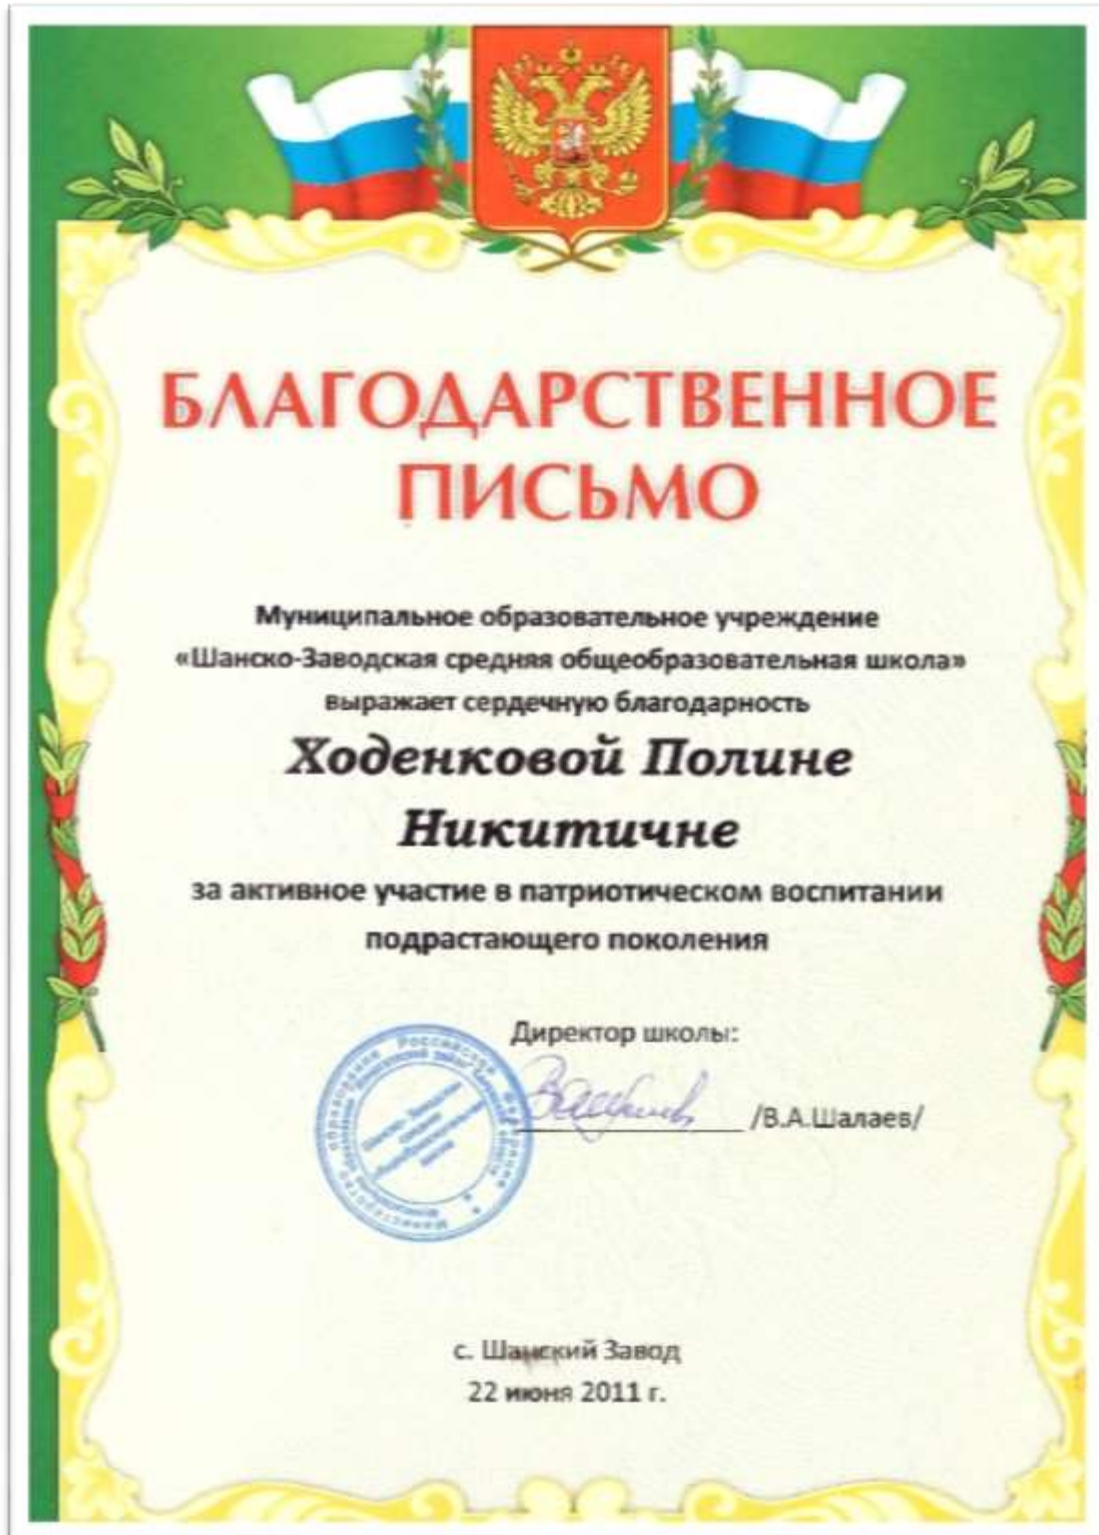 БЛАГОДАРСТВЕННОЕ
ПИСЬМО
Муниципальное образовательное учреждение
«Шанско-Заводская средняя общеобразовательная школа»
выражает сердечную благодарность
Ходенковой Полине
Никитичне
за активное участие в патриотическом воспитании
подрастающего поколения
Директор школы:
/В.А.Шалаев/
с. Шанский Завод
22 июня 2011 г.